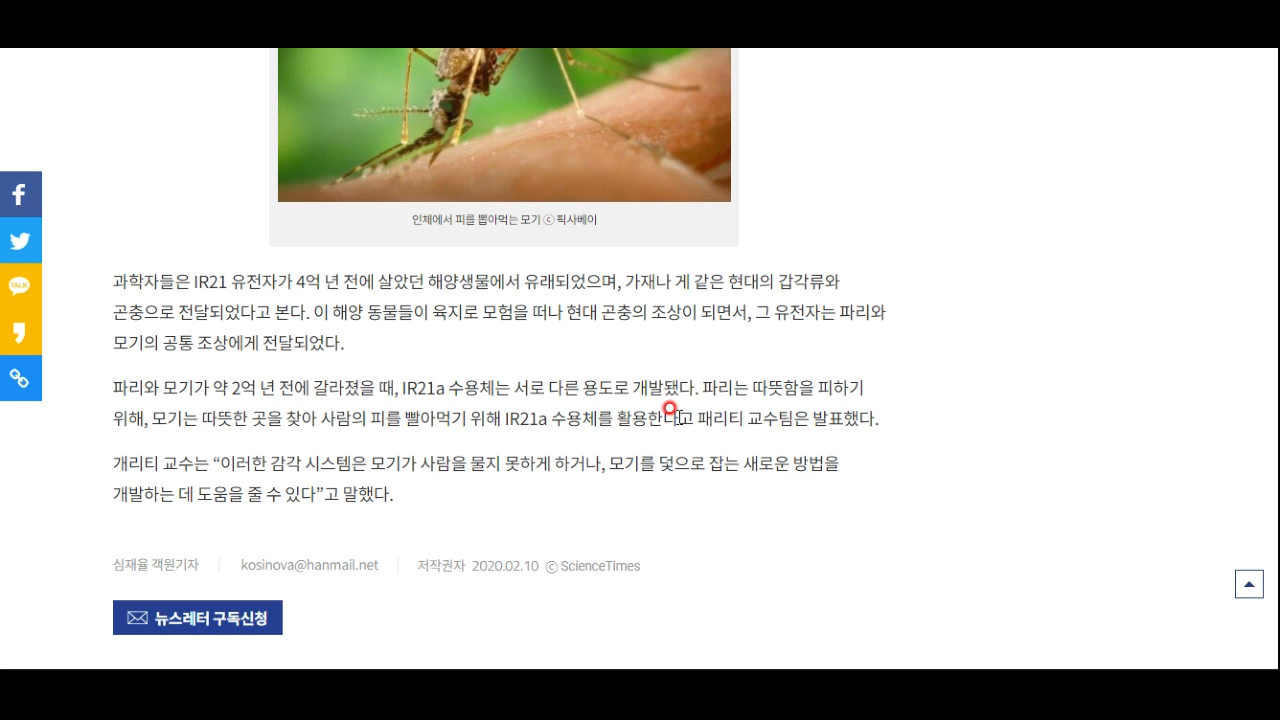 인체에서 피를 뽑아먹는 모기 ⓒ 픽사베이
과학자들은 IR21 유전자가 4억 년 전에 살았던 해양생물에서 유래되었으며, 가재나 게 같은 현대의 갑각류와
곤충으로 전달되었다고 본다. 이 해양 동물들이 육지로 모험을 떠나 현대 곤충의 조상이 되면서, 그 유전자는 파리와
모기의 공통 조상에게 전달되었다.
파리와 모기가 약 2억 년 전에 갈라졌을 때, IR21a 수용체는 서로 다른 용도로 개발됐다. 파리는 따뜻함을 피하기
위해, 모기는 따뜻한 곳을 찾아 사람의 피를 빨아먹기 위해 IR21a 수용체를 활용한다고 패리티 교수팀은 발표했다.
개리티 교수는 “이러한 감각 시스템은 모기가 사람을 물지 못하게 하거나, 모기를 덫으로 잡는 새로운 방법을
개발하는 데 도움을 줄 수 있다”고 말했다.
심재율 객원기자 kosinova@hanmail.net 저작권자 2020.02.10 ⓒ ScienceTimes
뉴스레터 구독신청
TALK